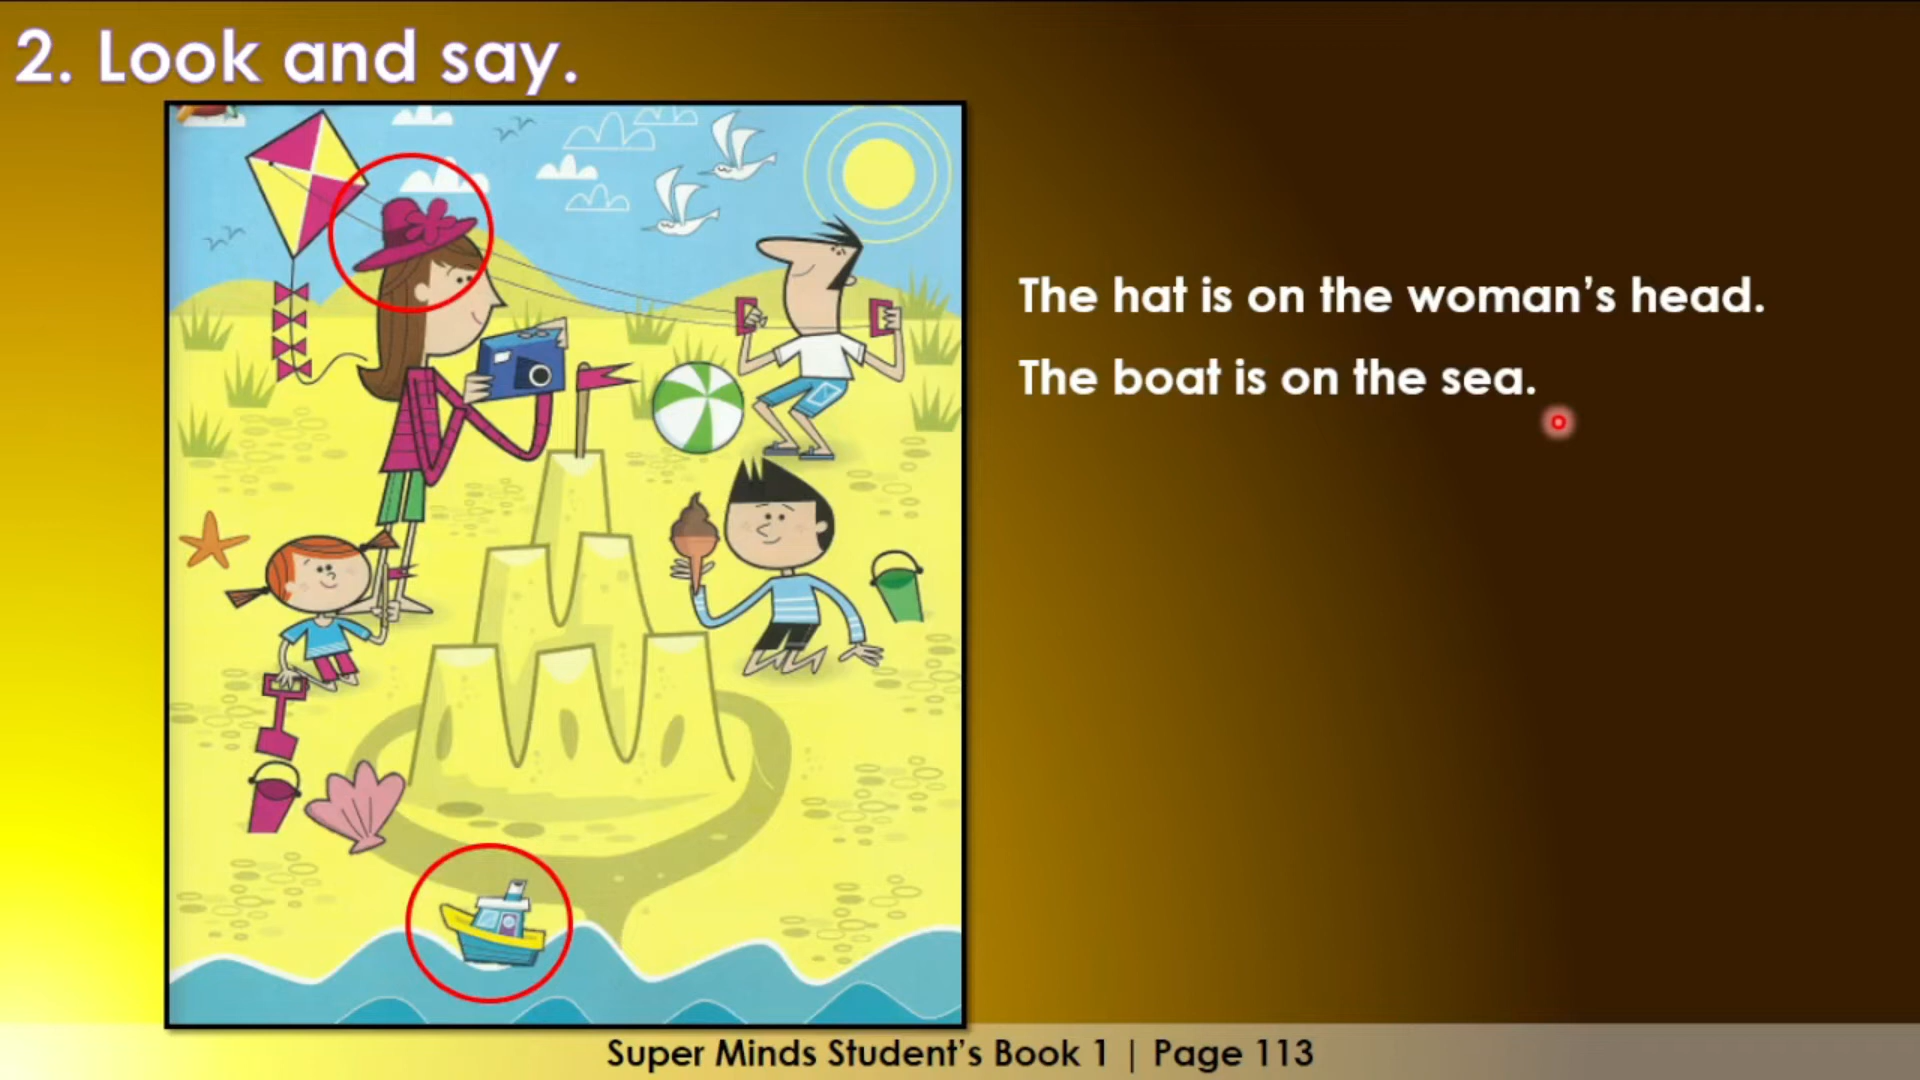 2. Look and say.
The hat is on the woman’s head.
The boat is on the sea.
Super Minds Student’s Book 1 | Page 113